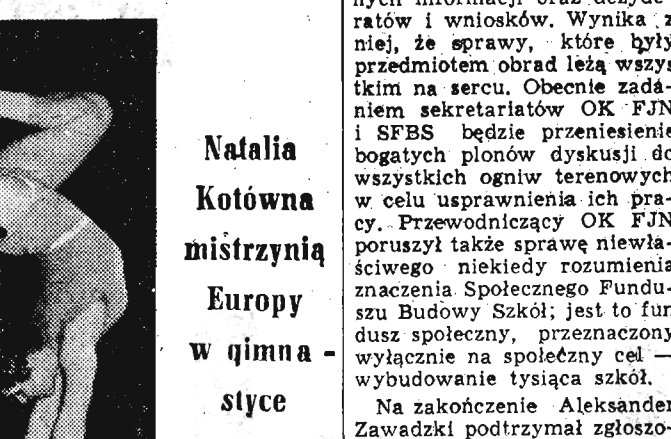 Natalia
Kotówna
mistrzynią
Europy
w gimna -
styce
ratów i wniosków. Wynika z
niej, że sprawy, które były
przedmiotem obrad leżą wszys
tkim na sercu. Obecnie zada-
niem sekretariatów OK FJN
i SFBS będzie przeniesienie
bogatych plonów dyskusji do
wszystkich ogniw terenowych
w celu usprawnienia ich pra-
cy. Przewodniczący OK FJN
poruszył także sprawę niewła-
ściwego niekiedy rozumienia
znaczenia Społecznego Fundu-
szu Budowy Szkół; jest to fun
dusz społeczny, przeznaczony
wyłącznie na społeczny cel —
wybudowanie tysiąca szkół.
Na zakończenie Aleksander
Zawadzki podtrzymał zgłoszo-